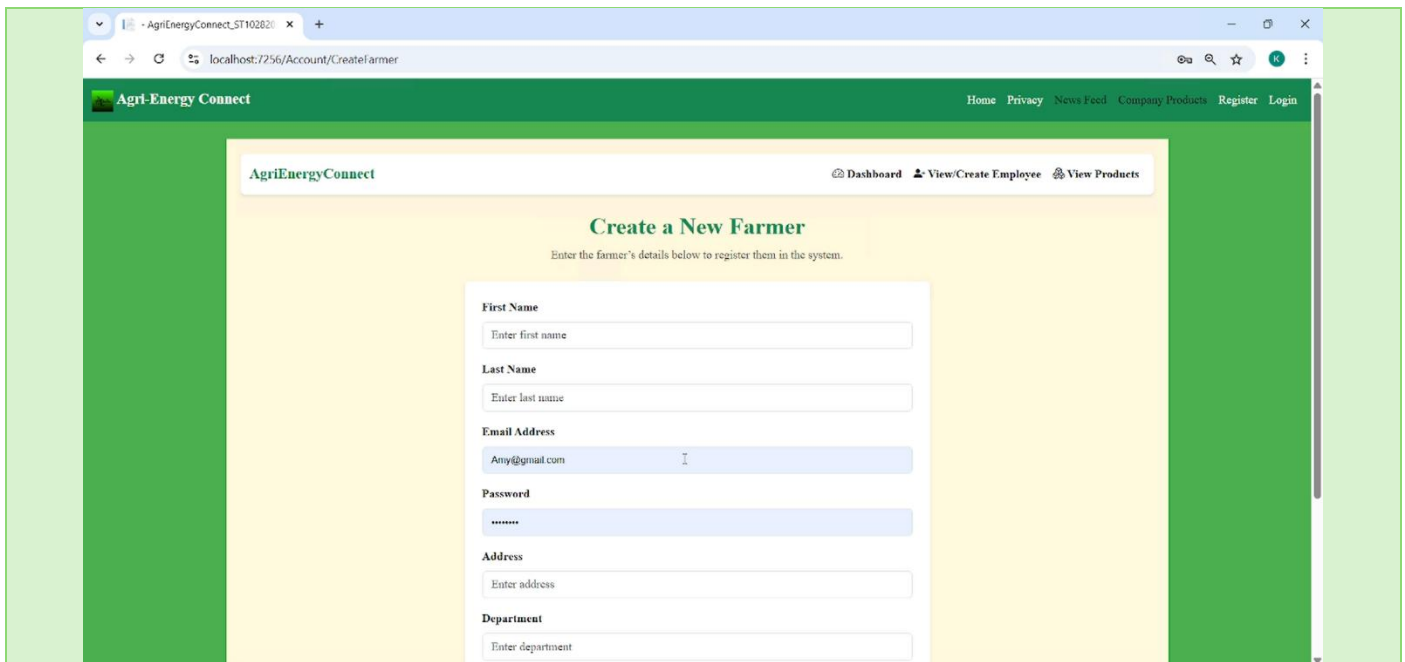 - AgriEnergyConnect_ST102820
localhost:7256/Account/CreateFarmer
K
Agri-Energy Connect
Home Privacy News Feed Company Products Register Login
AgriEnergyConnect
Dashboard View/Create Employee View Products
Create a New Farmer
Enter the farmer's details below to register them in the system.
First Name
Enter first name
Last Name
Enter last name
Email Address
Amy@gmail.com
Password
••••••••
Address
Enter address
Department
Enter department